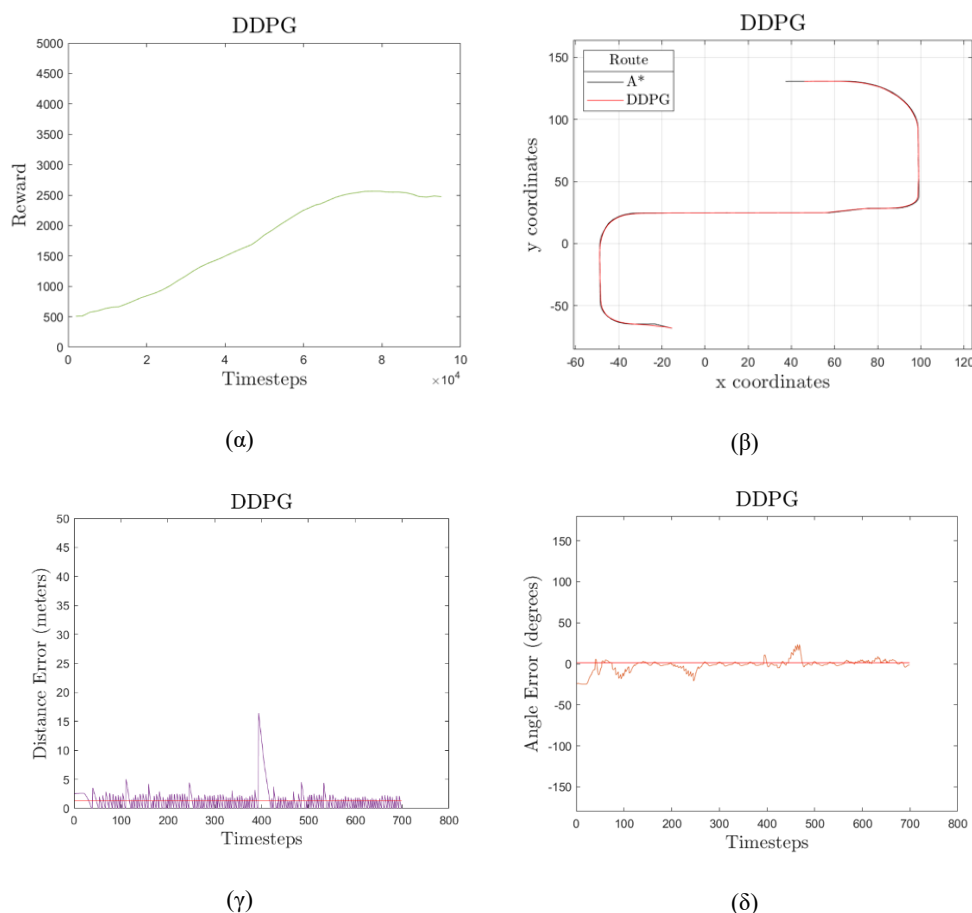 DDPG
5000
4500
4000
3500
3000
2500
2000
1500
1000
500
0
Reward
0 2 4 6 8 10
×10⁴
Timesteps
(α)
DDPG
Route
A*
DDPG
150
100
50
0
-50
y coordinates
-60 -40 -20 0 20 40 60 80 100 120
x coordinates
(β)
DDPG
50
45
40
35
30
25
20
15
10
5
0
Distance Error (meters)
0 100 200 300 400 500 600 700 800
Timesteps
(γ)
DDPG
150
100
50
0
-50
-100
-150
Angle Error (degrees)
0 100 200 300 400 500 600 700 800
Timesteps
(δ)